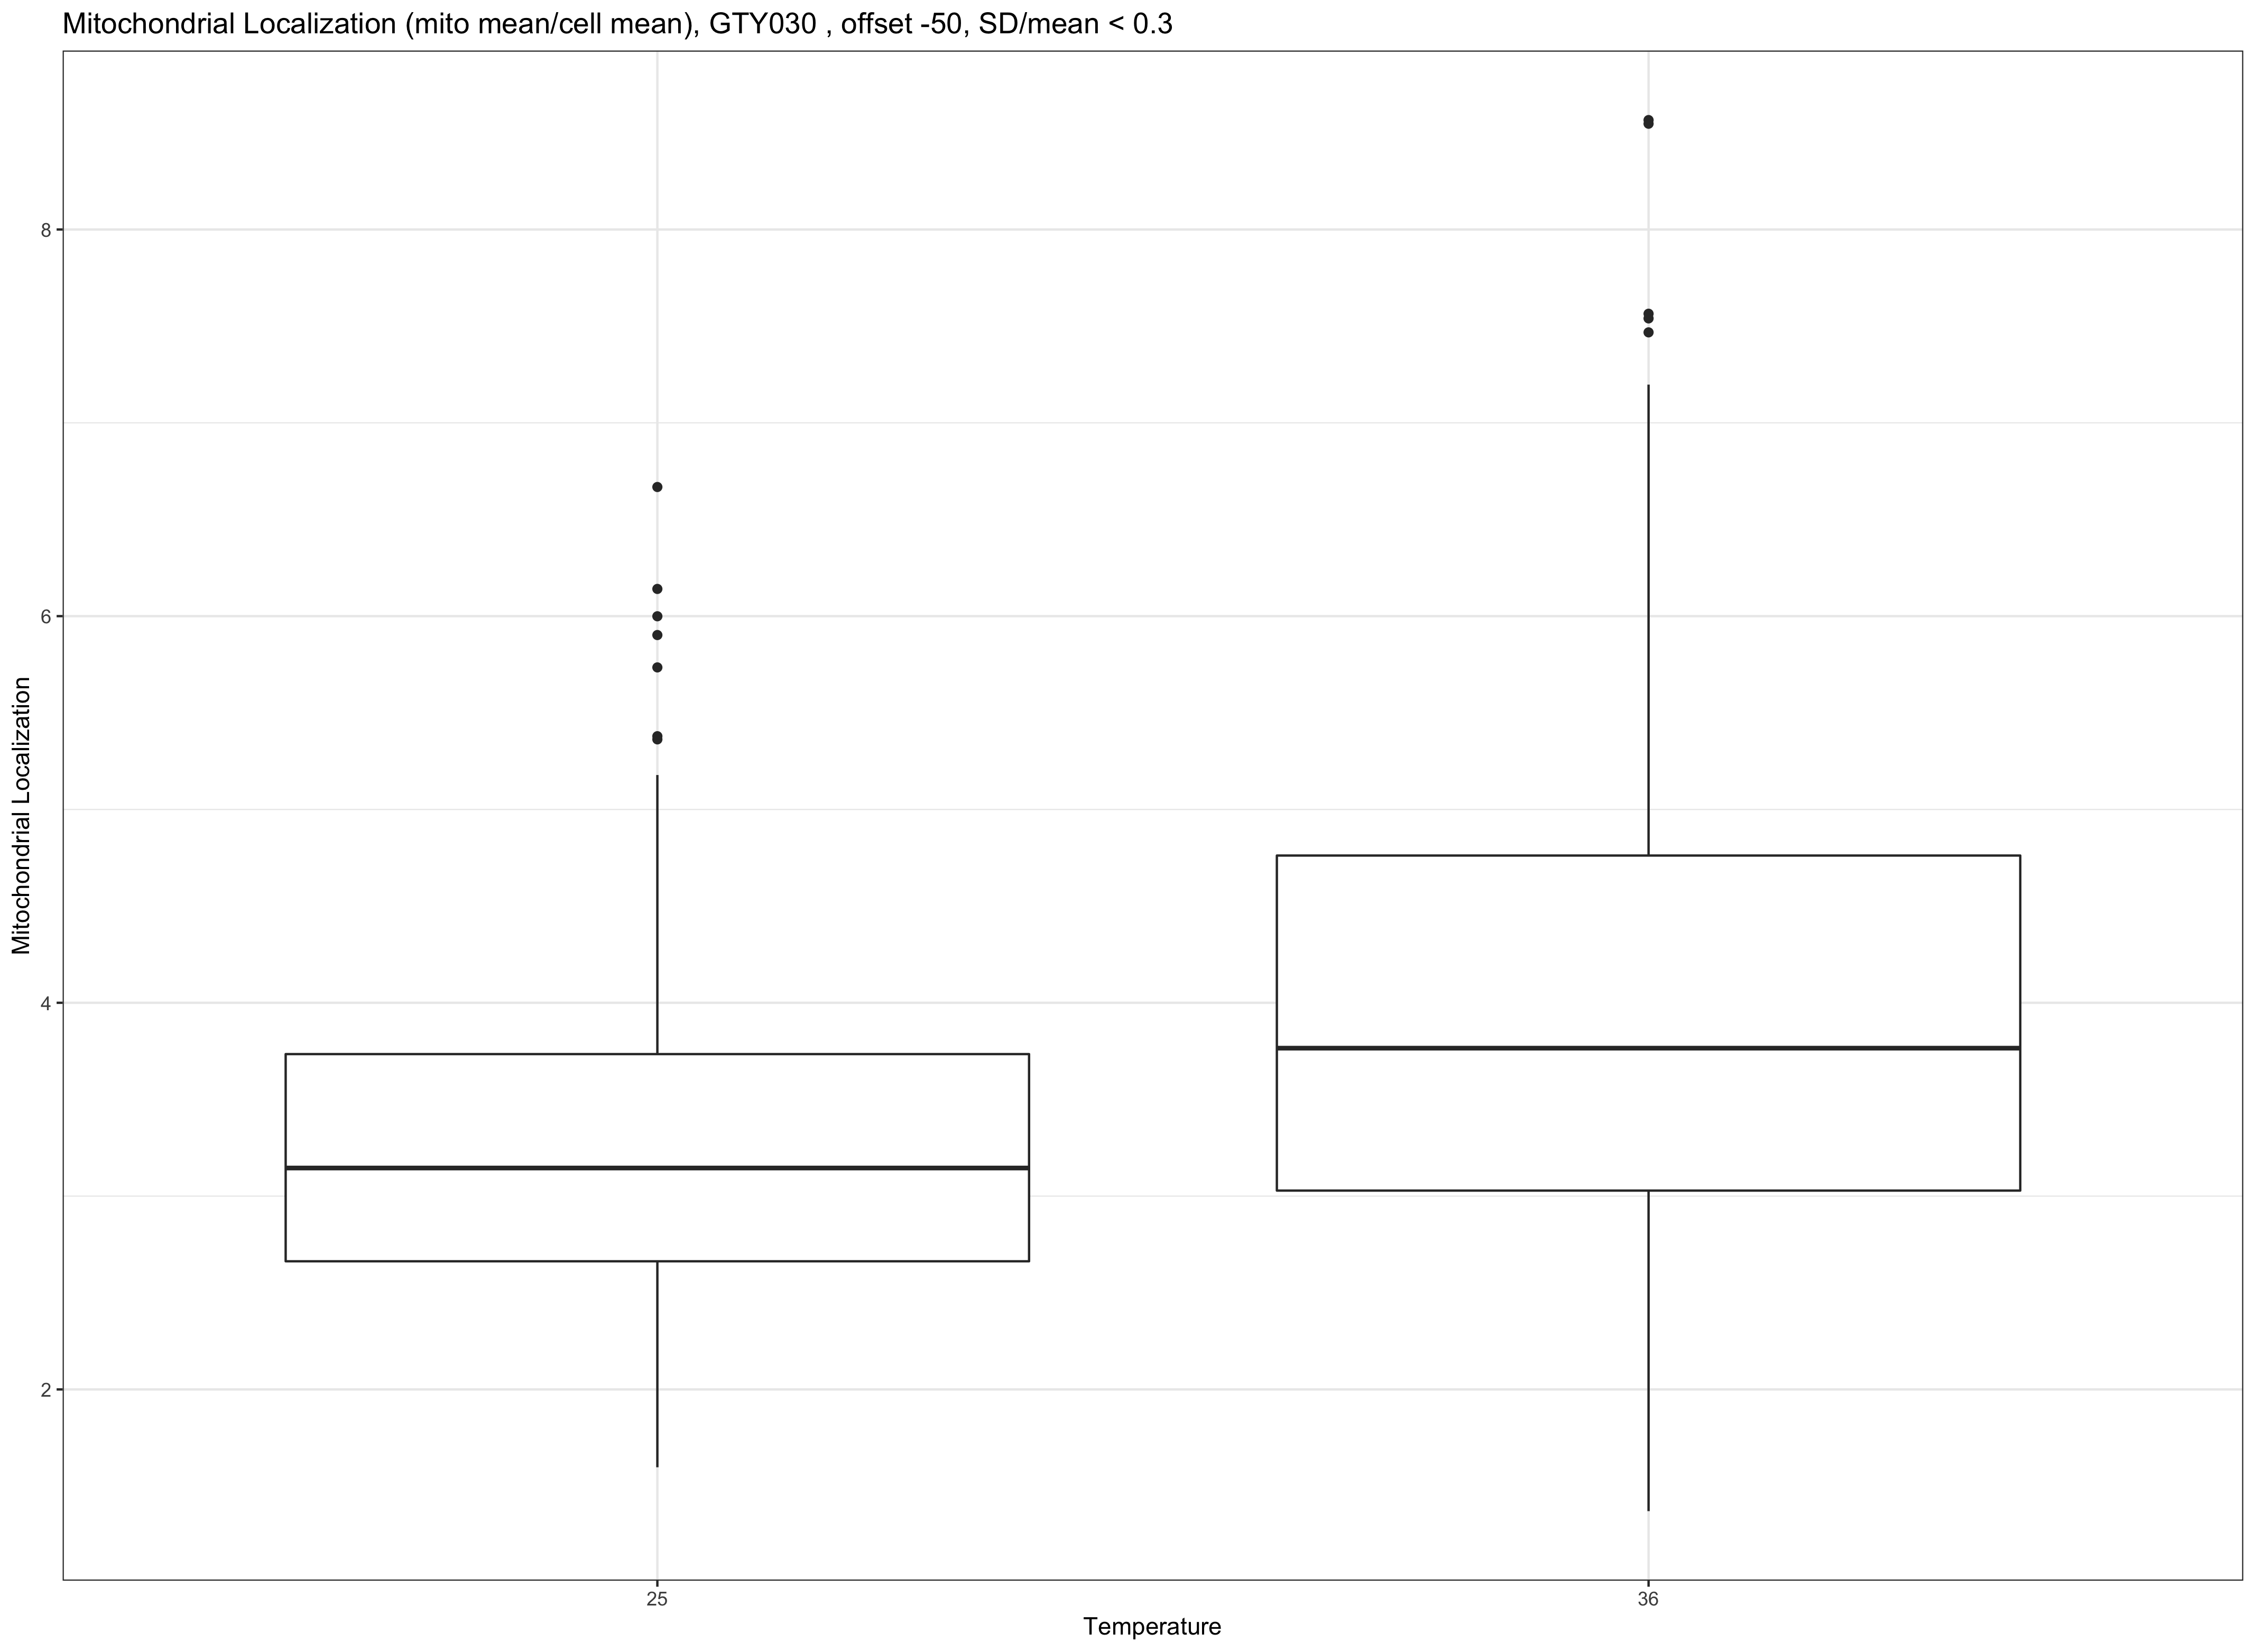 Mitochondrial Localization (mito mean/cell mean), GTY030 , offset -50, SD/mean < 0.3
8
6
4
2
Mitochondrial Localization
25
36
Temperature